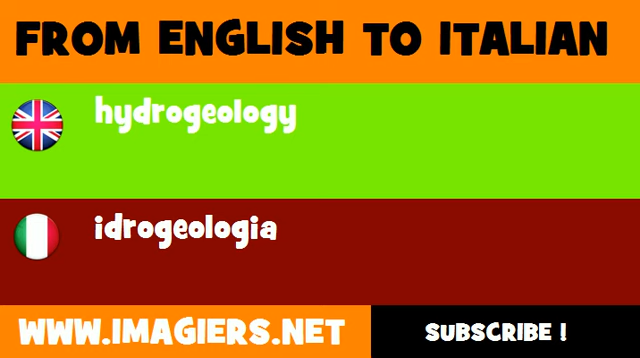 FROM ENGLISH TO ITALIAN
hydrogeology
idrogeologia
WWW.IMAGIERS.NET
SUBSCRIBE !